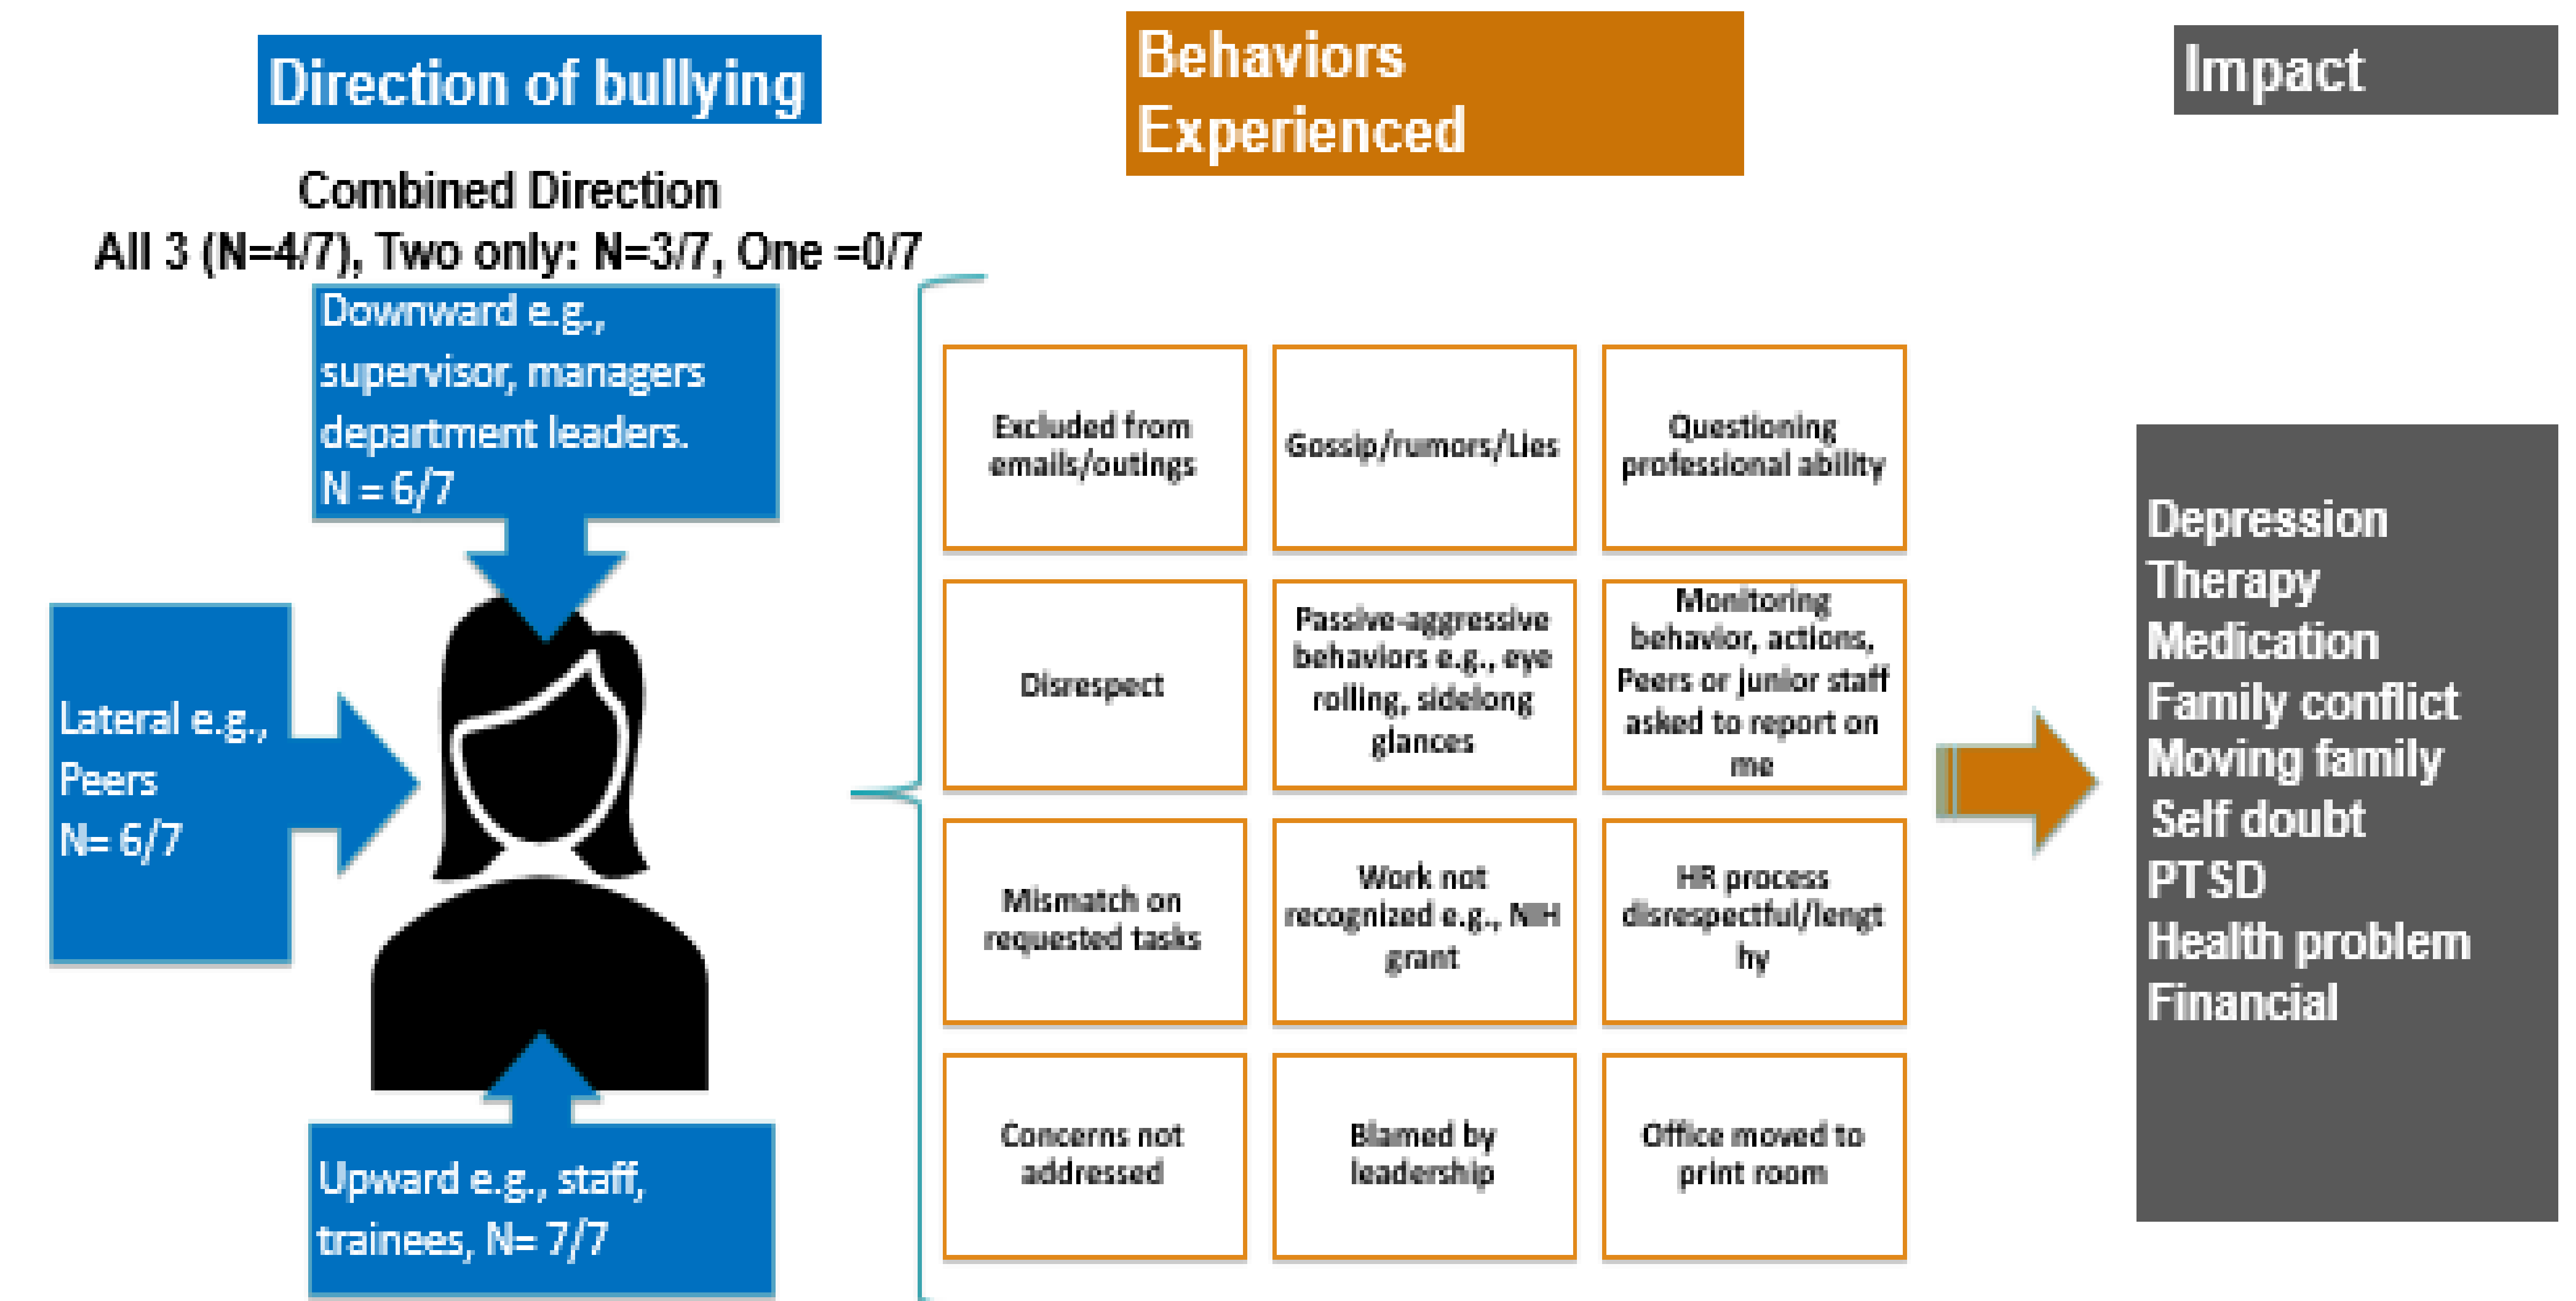 Direction of bullying
Combined Direction
All 3 (N=4/7), Two only: N=3/7, One =0/7
Downward e.g.,
supervisor, managers
department leaders.
N = 6/7
Lateral e.g.,
Peers
N= 6/7
Upward e.g., staff,
trainees, N= 7/7
Behaviors
Experienced
Excluded from
emails/outings
Gossip/rumors/Lies
Questioning
professional ability
Disrespect
Passive-aggressive
behaviors e.g., eye
rolling, sidelong
glances
Monitoring
behavior, actions,
Peers or junior staff
asked to report on
me
Mismatch on
requested tasks
Work not
recognized e.g., NIH
grant
HR process
disrespectful/lengt
hy
Concerns not
addressed
Blamed by
leadership
Office moved to
print room
Impact
Depression
Therapy
Medication
Family conflict
Moving family
Self doubt
PTSD
Health problem
Financial